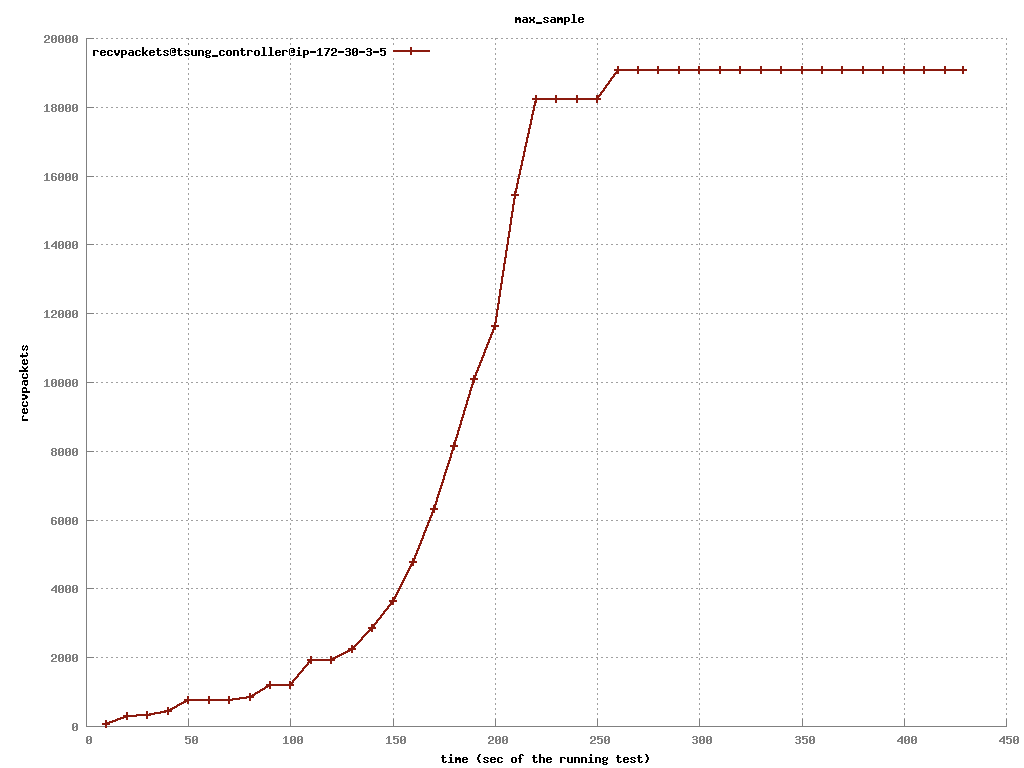 max_sample
recvpackets@tsung_controller@ip-172-30-3-5
20000
18000
16000
14000
12000
10000
8000
6000
4000
2000
0
recvpackets
0 50 100 150 200 250 300 350 400 450
time (sec of the running test)